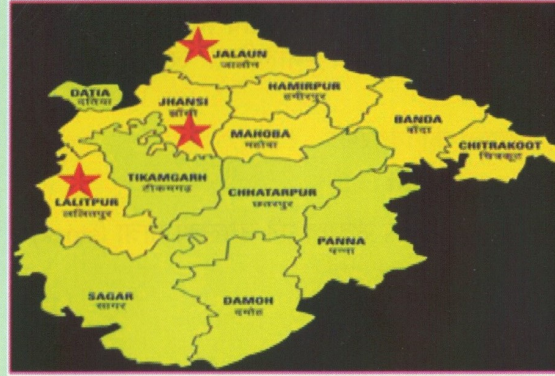 JALAUN
जालौन
DATIA
दतिया
JHANSI
झाँसी
HAMIRPUR
हमीरपुर
MAHOBA
महोबा
BANDA
बाँदा
CHITRAKOOT
चित्रकूट
TIKAMGARH
टीकमगढ़
LALITPUR
ललितपुर
CHHATARPUR
छतरपुर
PANNA
पन्ना
SAGAR
सागर
DAMOH
दमोह